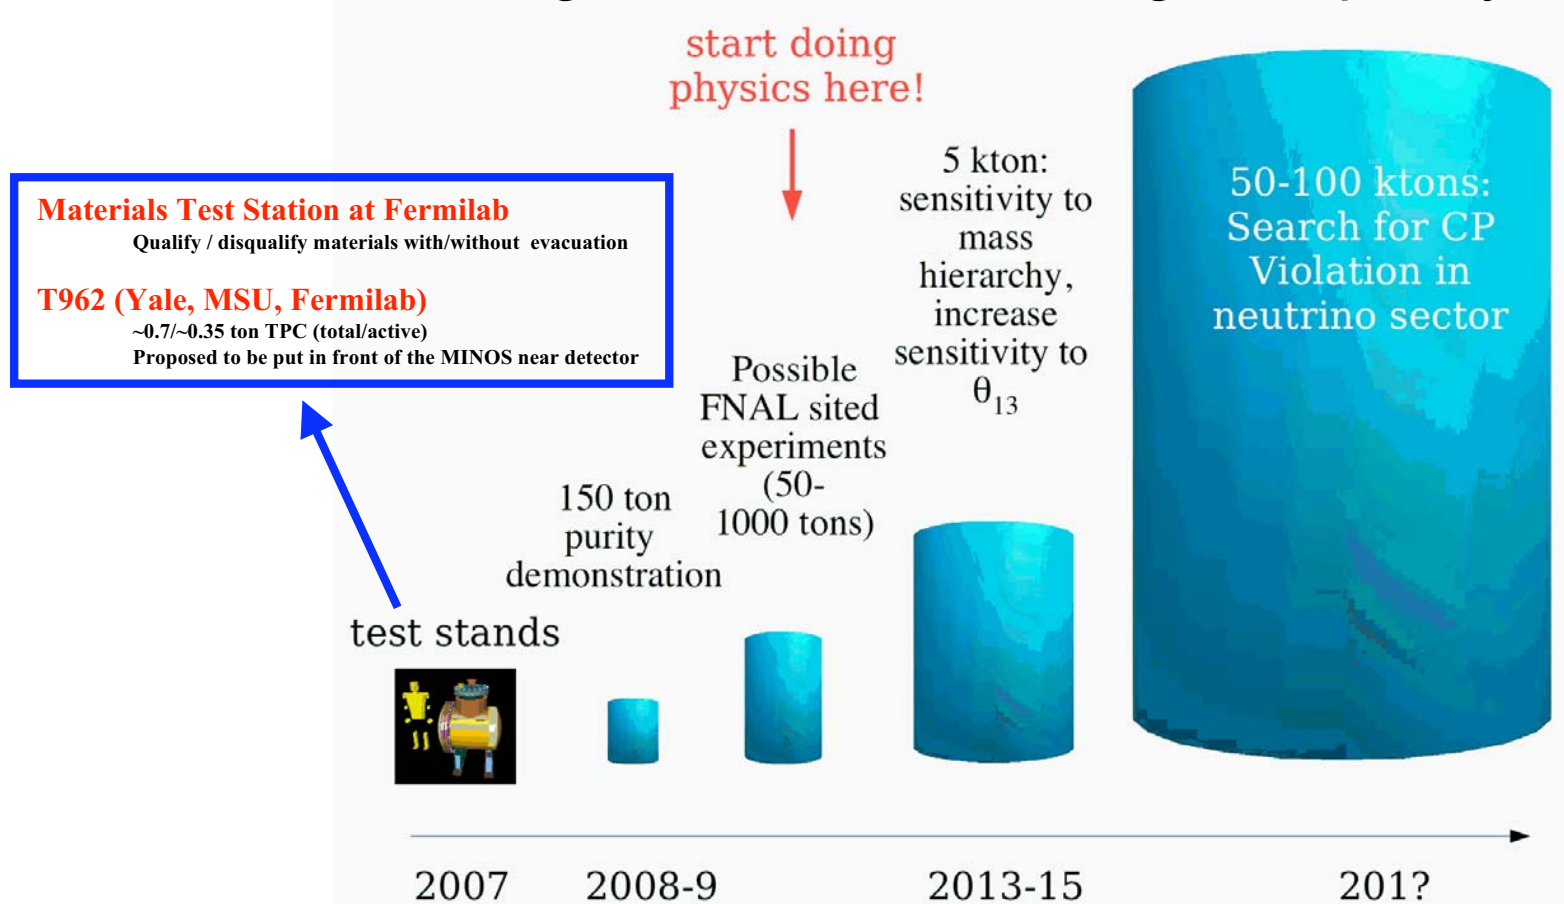 start doing
physics here!
Materials Test Station at Fermilab
Qualify / disqualify materials with/without evacuation
T962 (Yale, MSU, Fermilab)
~0.7/~0.35 ton TPC (total/active)
Proposed to be put in front of the MINOS near detector
test stands
150 ton
purity
demonstration
Possible
FNAL sited
experiments
(50-
1000 tons)
5 kton:
sensitivity to
mass
hierarchy,
increase
sensitivity to
θ13
50-100 ktons:
Search for CP
Violation in
neutrino sector
2007
2008-9
2013-15
201?